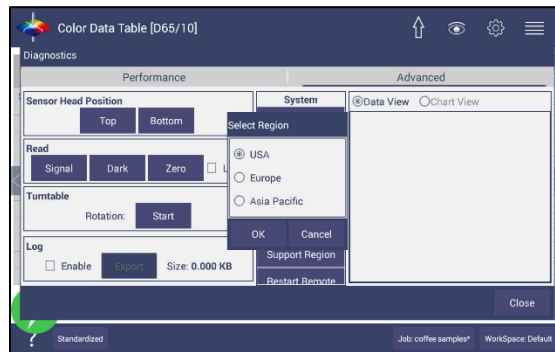 Color Data Table [D65/10]
Diagnostics
Performance
Advanced
Sensor Head Position
Top
Bottom
System
Data View
Chart View
Select Region
USA
Europe
Asia Pacific
OK
Cancel
Read
Signal
Dark
Zero
Turntable
Rotation:
Start
Log
Enable
Export
Size: 0.000 KB
Support Region
Restart Remote
Close
?
Standardized
Job: coffee samples*
WorkSpace: Default